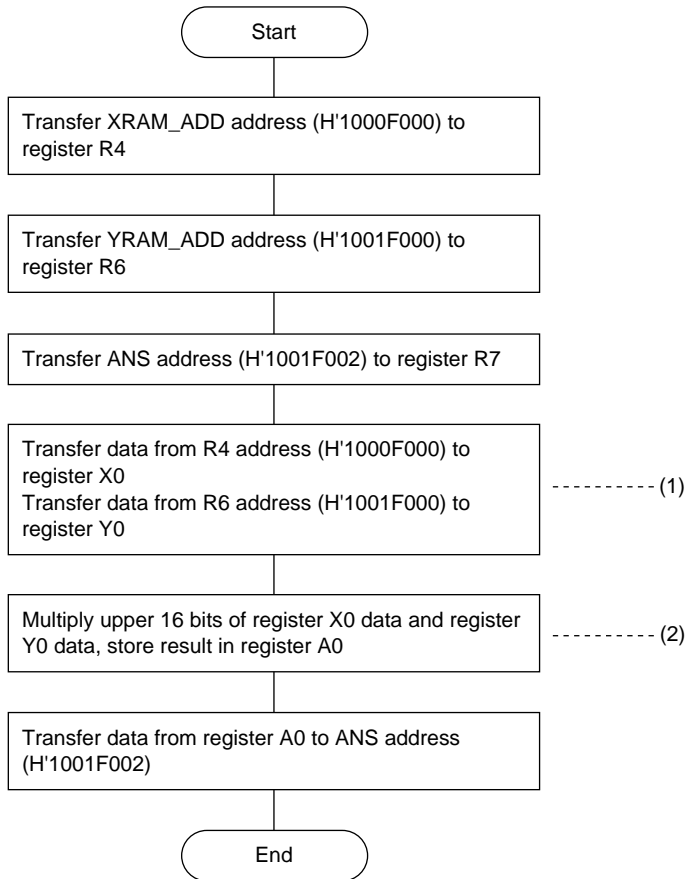 Start
Transfer XRAM_ADD address (H'1000F000) to
register R4
Transfer YRAM_ADD address (H'1001F000) to
register R6
Transfer ANS address (H'1001F002) to register R7
Transfer data from R4 address (H'1000F000) to
register X0
Transfer data from R6 address (H'1001F000) to
register Y0
(1)
Multiply upper 16 bits of register X0 data and register
Y0 data, store result in register A0
(2)
Transfer data from register A0 to ANS address
(H'1001F002)
End